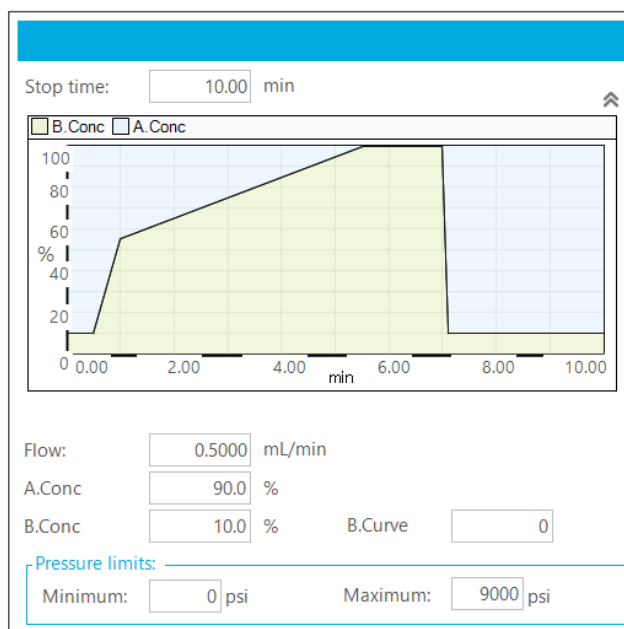 Stop time: 10.00 min
B.Conc A.Conc
100
80
60
%
40
20
0
0.00 2.00 4.00 6.00 8.00 10.00
min
Flow: 0.5000 mL/min
A.Conc 90.0 %
B.Conc 10.0 % B.Curve 0
Pressure limits:
Minimum: 0 psi Maximum: 9000 psi